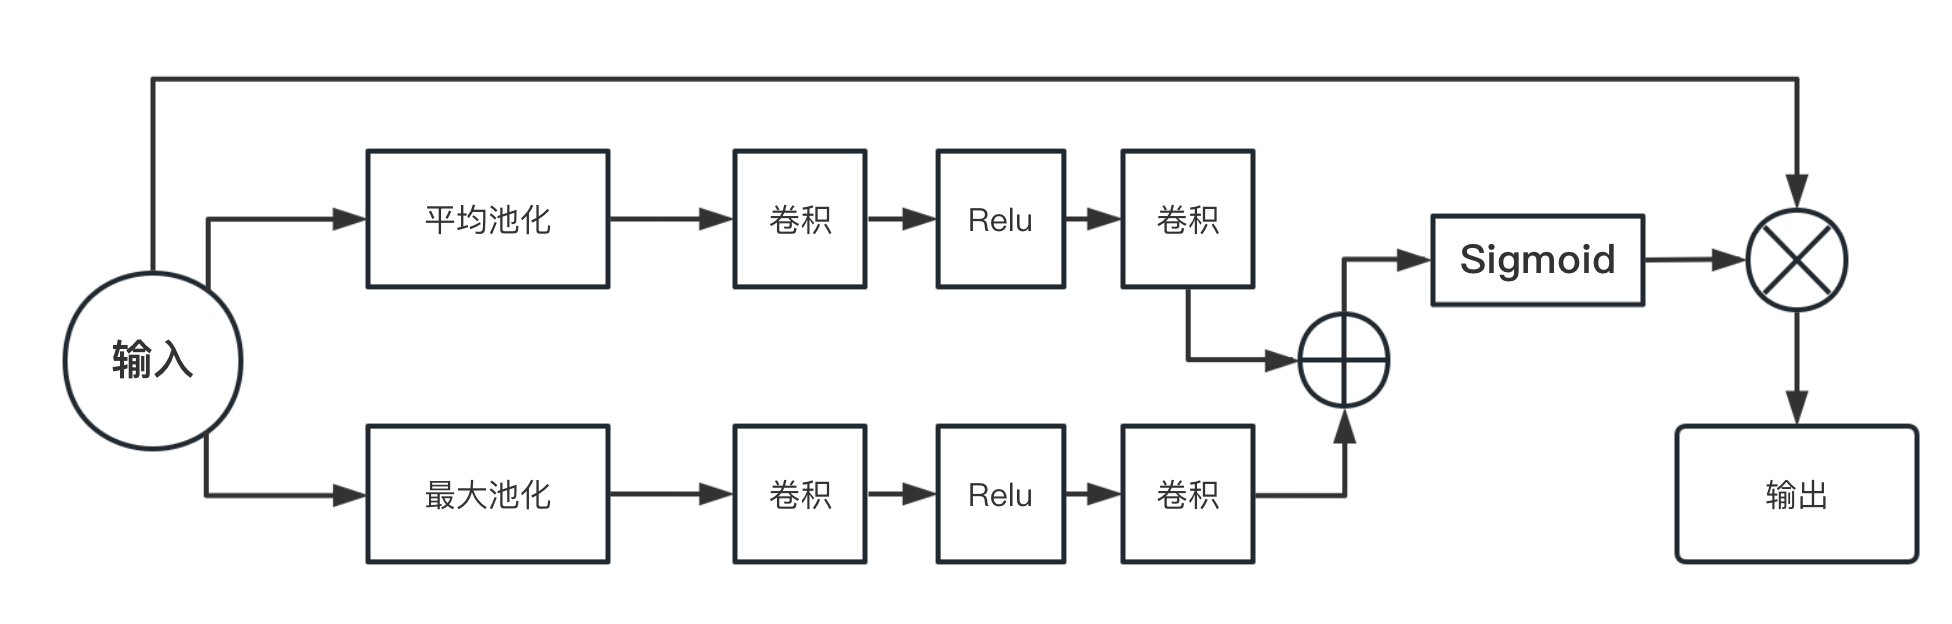 输入
平均池化
卷积
Relu
卷积
最大池化
卷积
Relu
卷积
Sigmoid
输出